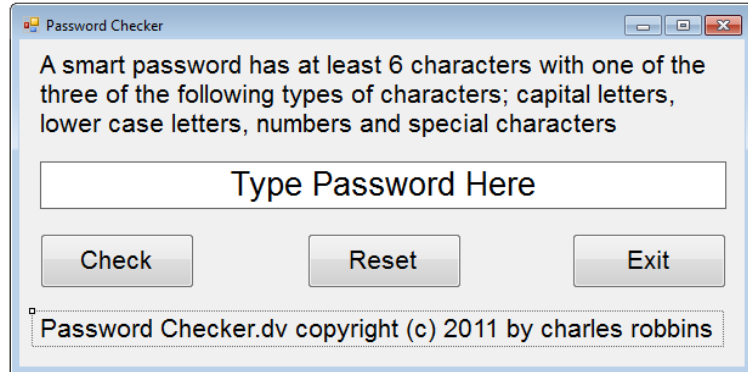 Password Checker
A smart password has at least 6 characters with one of the
three of the following types of characters; capital letters,
lower case letters, numbers and special characters
Type Password Here
Check Reset Exit
Password Checker.dv copyright (c) 2011 by charles robbins